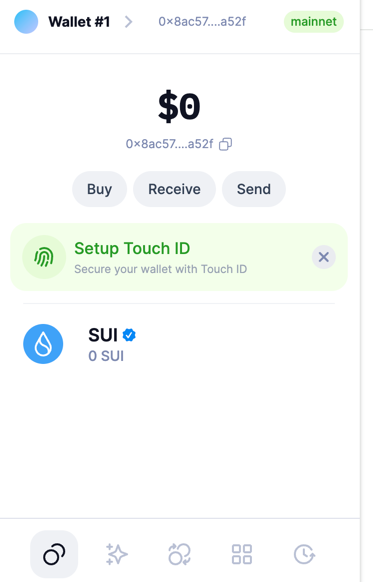 Wallet #1 0×8ac57....a52f mainnet
$0
0×8ac57....a52f
Buy Receive Send
Setup Touch ID
Secure your wallet with Touch ID
SUI
0 SUI